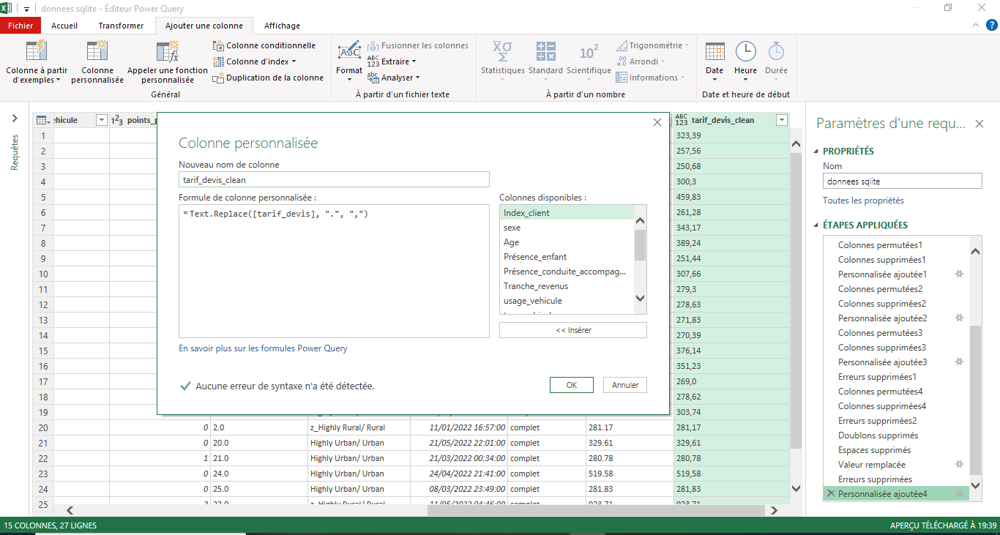 donnees sqlite - Éditeur Power Query
Fichier Accueil Transformer Ajouter une colonne Affichage
Colonne à partir d'exemples
Colonne personnalisée
Appeler une fonction personnalisée
Colonne conditionnelle
Colonne d'index
Duplication de la colonne
Général
Format
Fusionner les colonnes
Extraire
Analyser
À partir d'un fichier texte
Statistiques
Standard
Scientifique
Trigonométrie
Arrondi
Informations
À partir d'un nombre
Date
Heure
Durée
Date et heure de début
Requêtes
ABC 123 tarif_devis_clean
1 323,39
2 257,56
3 250,68
4 300,3
5 459,83
6 261,28
7 343,17
8 389,24
9 251,44
10 307,66
11 279,3
12 278,63
13 271,83
14 270,39
15 376,14
16 351,23
17 269,0
18 278,62
19 303,74
20 0 2.0 z_Highly Rural/ Rural 11/01/2022 16:57:00 complet 281.17 281,17
21 0 20.0 Highly Urban/ Urban 21/05/2022 22:01:00 complet 329.61 329,61
22 1 21.0 Highly Urban/ Urban 21/03/2022 00:34:00 complet 280.78 280,78
23 0 24.0 Highly Urban/ Urban 24/04/2022 21:41:00 complet 519.58 519,58
24 0 25.0 Highly Urban/ Urban 08/03/2022 23:49:00 complet 281.83 281,83
25
Colonne personnalisée
Nouveau nom de colonne
tarif_devis_clean
Formule de colonne personnalisée :
= Text.Replace([tarif_devis], ".", ",")
Colonnes disponibles :
Index_client
sexe
Age
Présence_enfant
Présence_conduite_accompag...
Tranche_revenus
usage_vehicule
<< Insérer
En savoir plus sur les formules Power Query
Aucune erreur de syntaxe n'a été détectée.
OK
Annuler
Paramètres d'une requ...
PROPRIÉTÉS
Nom
donnees sqlite
Toutes les propriétés
ÉTAPES APPLIQUÉES
Colonnes permutées1
Colonnes supprimées1
Personnalisée ajoutée1
Colonnes permutées2
Colonnes supprimées2
Personnalisée ajoutée2
Colonnes permutées3
Colonnes supprimées3
Personnalisée ajoutée3
Erreurs supprimées1
Colonnes permutées4
Colonnes supprimées4
Erreurs supprimées2
Doublons supprimés
Espaces supprimés
Valeur remplacée
Erreurs supprimées
Personnalisée ajoutée4
15 COLONNES, 27 LIGNES
APERÇU TÉLÉCHARGÉ À 19:39